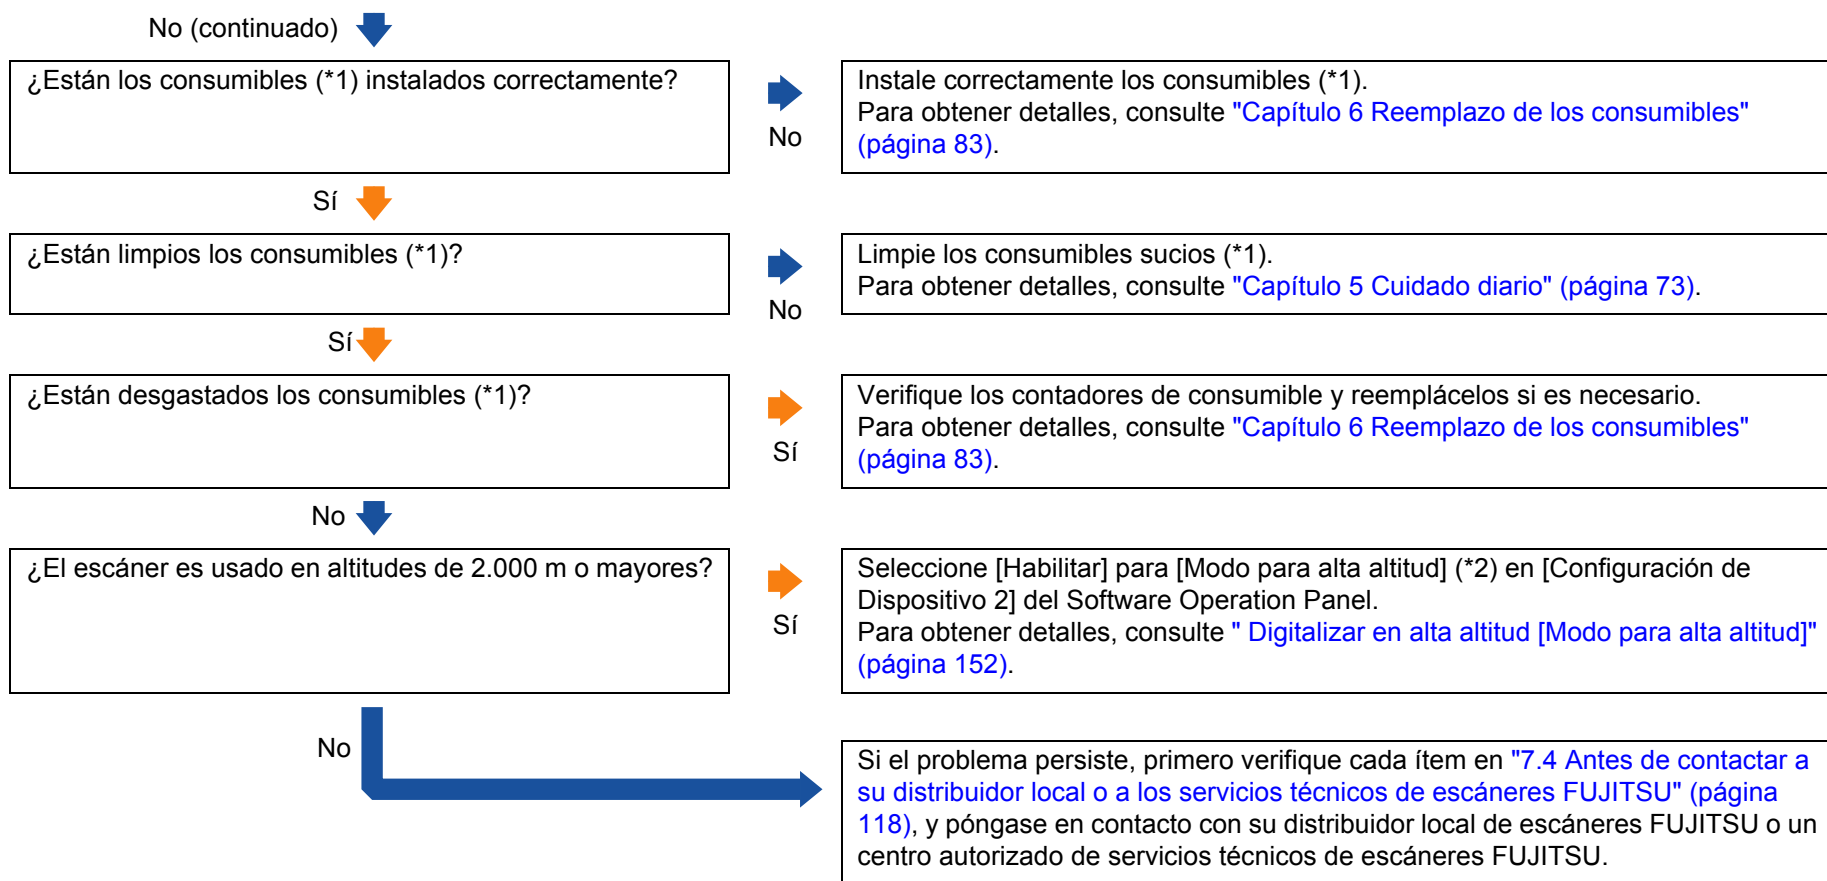 No (continuado)
¿Están los consumibles (*1) instalados correctamente?
No
Instale correctamente los consumibles (*1).
Para obtener detalles, consulte "Capítulo 6 Reemplazo de los consumibles"
(página 83).
Sí
¿Están limpios los consumibles (*1)?
No
Limpie los consumibles sucios (*1).
Para obtener detalles, consulte "Capítulo 5 Cuidado diario" (página 73).
Sí
¿Están desgastados los consumibles (*1)?
Sí
Verifique los contadores de consumible y reemplácelos si es necesario.
Para obtener detalles, consulte "Capítulo 6 Reemplazo de los consumibles"
(página 83).
No
¿El escáner es usado en altitudes de 2.000 m o mayores?
Sí
Seleccione [Habilitar] para [Modo para alta altitud] (*2) en [Configuración de
Dispositivo 2] del Software Operation Panel.
Para obtener detalles, consulte " Digitalizar en alta altitud [Modo para alta altitud]"
(página 152).
No
Si el problema persiste, primero verifique cada ítem en "7.4 Antes de contactar a
su distribuidor local o a los servicios técnicos de escáneres FUJITSU" (página
118), y póngase en contacto con su distribuidor local de escáneres FUJITSU o un
centro autorizado de servicios técnicos de escáneres FUJITSU.